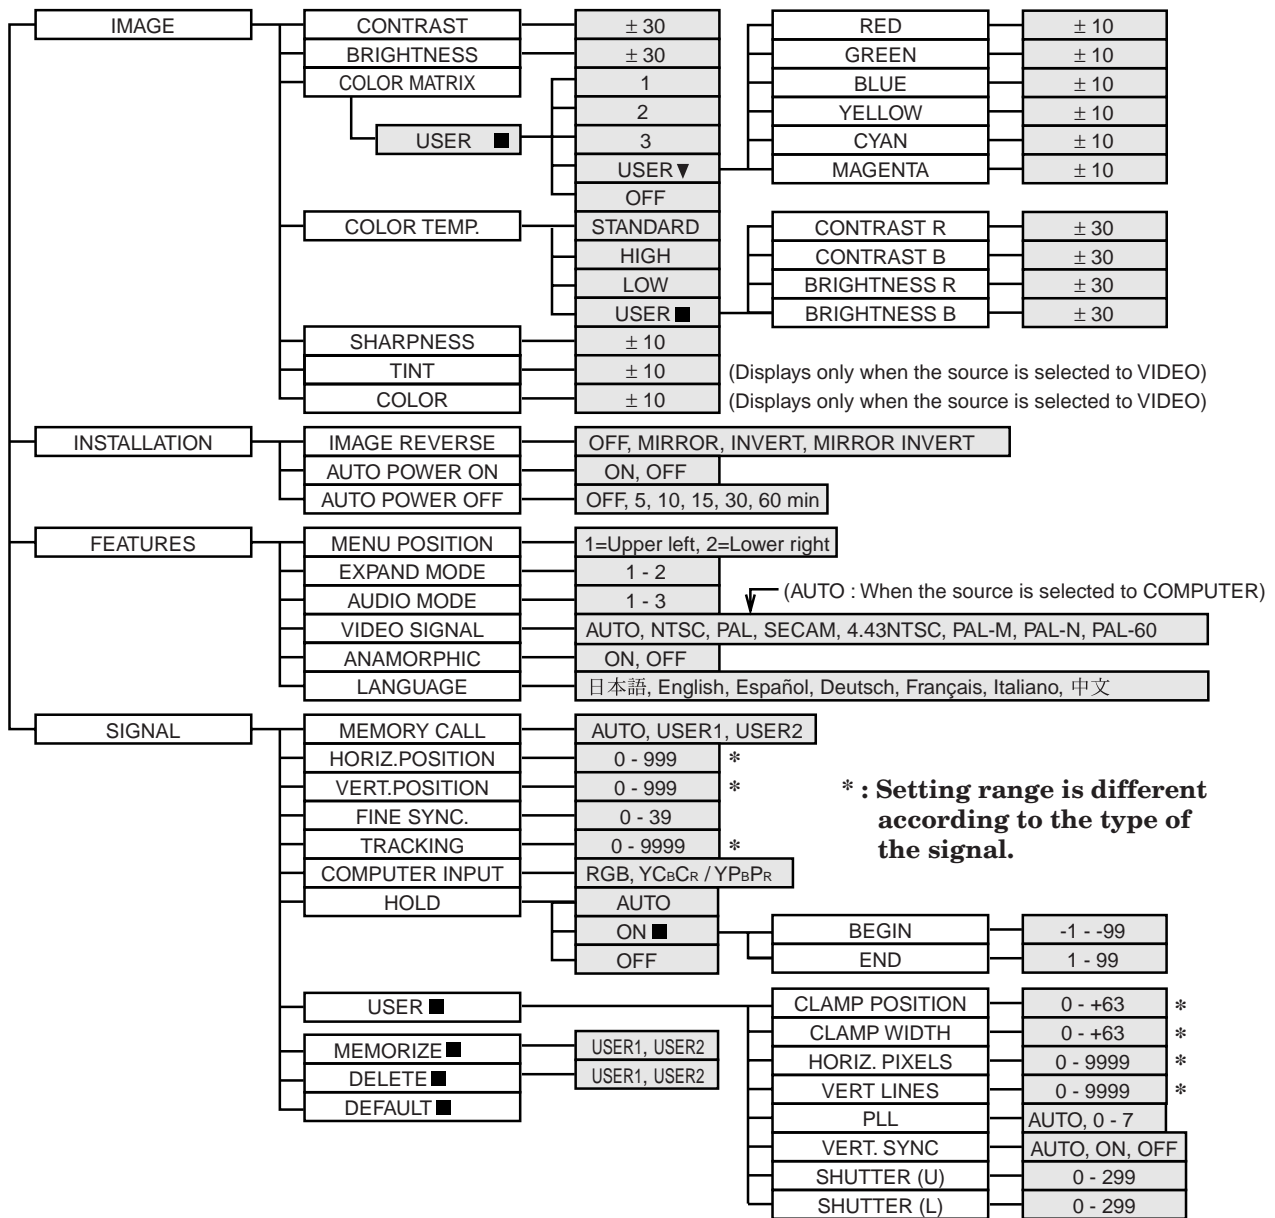 IMAGE CONTRAST ± 30 RED ± 10
BRIGHTNESS ± 30 GREEN ± 10
COLOR MATRIX 1 BLUE ± 10
2 YELLOW ± 10
USER ■ 3 CYAN ± 10
USER▼ MAGENTA ± 10
OFF
COLOR TEMP. STANDARD CONTRAST R ± 30
HIGH CONTRAST B ± 30
LOW BRIGHTNESS R ± 30
USER■ BRIGHTNESS B ± 30
SHARPNESS ± 10
TINT ± 10 (Displays only when the source is selected to VIDEO)
COLOR ± 10 (Displays only when the source is selected to VIDEO)
INSTALLATION IMAGE REVERSE OFF, MIRROR, INVERT, MIRROR INVERT
AUTO POWER ON ON, OFF
AUTO POWER OFF OFF, 5, 10, 15, 30, 60 min
FEATURES MENU POSITION 1=Upper left, 2=Lower right
EXPAND MODE 1 - 2
AUDIO MODE 1 - 3 (AUTO : When the source is selected to COMPUTER)
VIDEO SIGNAL AUTO, NTSC, PAL, SECAM, 4.43NTSC, PAL-M, PAL-N, PAL-60
ANAMORPHIC ON, OFF
LANGUAGE 日本語, English, Español, Deutsch, Français, Italiano, 中文
SIGNAL MEMORY CALL AUTO, USER1, USER2
HORIZ.POSITION 0 - 999 *
VERT.POSITION 0 - 999 *
FINE SYNC. 0 - 39
TRACKING 0 - 9999 *
COMPUTER INPUT RGB, YCBCR / YPBPR
HOLD AUTO
* : Setting range is different
according to the type of
the signal.
ON■ BEGIN -1 - -99
OFF END 1 - 99
USER■ CLAMP POSITION 0 - +63 *
CLAMP WIDTH 0 - +63 *
MEMORIZE■ USER1, USER2 HORIZ. PIXELS 0 - 9999 *
DELETE■ USER1, USER2 VERT LINES 0 - 9999 *
DEFAULT■ PLL AUTO, 0 - 7
VERT. SYNC AUTO, ON, OFF
SHUTTER (U) 0 - 299
SHUTTER (L) 0 - 299